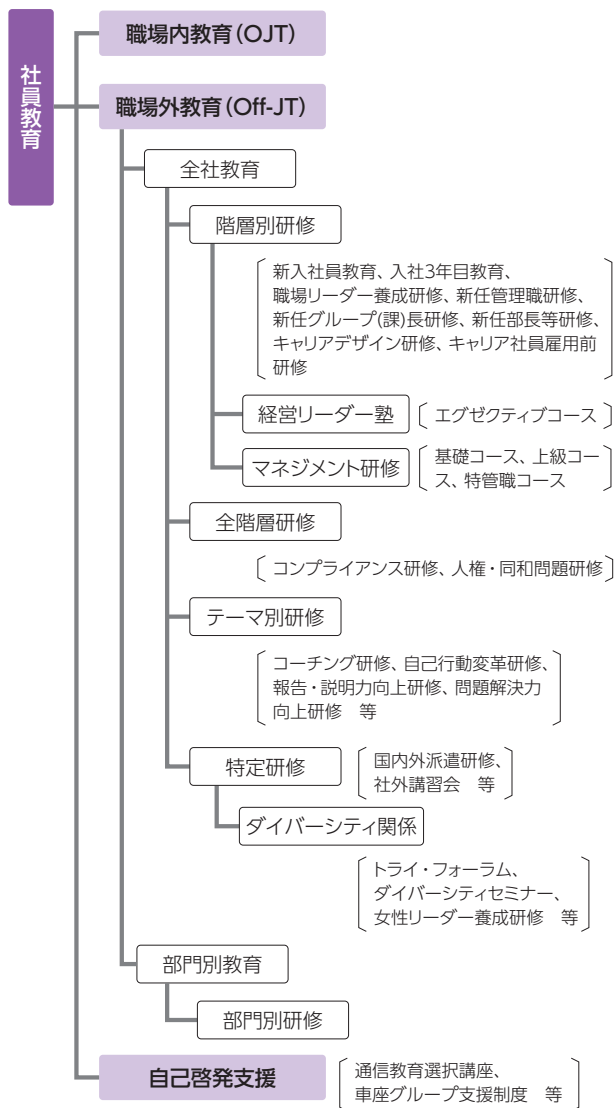 社員教育
職場内教育(OJT)
職場外教育(Off-JT)
全社教育
階層別研修
新入社員教育、入社3年目教育、
職場リーダー養成研修、新任管理職研修、
新任グループ(課)長研修、新任部長等研修、
キャリアデザイン研修、キャリア社員雇用前
研修
経営リーダー塾
エグゼクティブコース
マネジメント研修
基礎コース、上級コー
ス、特管職コース
全階層研修
コンプライアンス研修、人権・同和問題研修
テーマ別研修
コーチング研修、自己行動変革研修、
報告・説明力向上研修、問題解決力
向上研修　等
特定研修
国内外派遣研修、
社外講習会　等
ダイバーシティ関係
トライ・フォーラム、
ダイバーシティセミナー、
女性リーダー養成研修　等
部門別教育
部門別研修
自己啓発支援
通信教育選択講座、
車座グループ支援制度　等